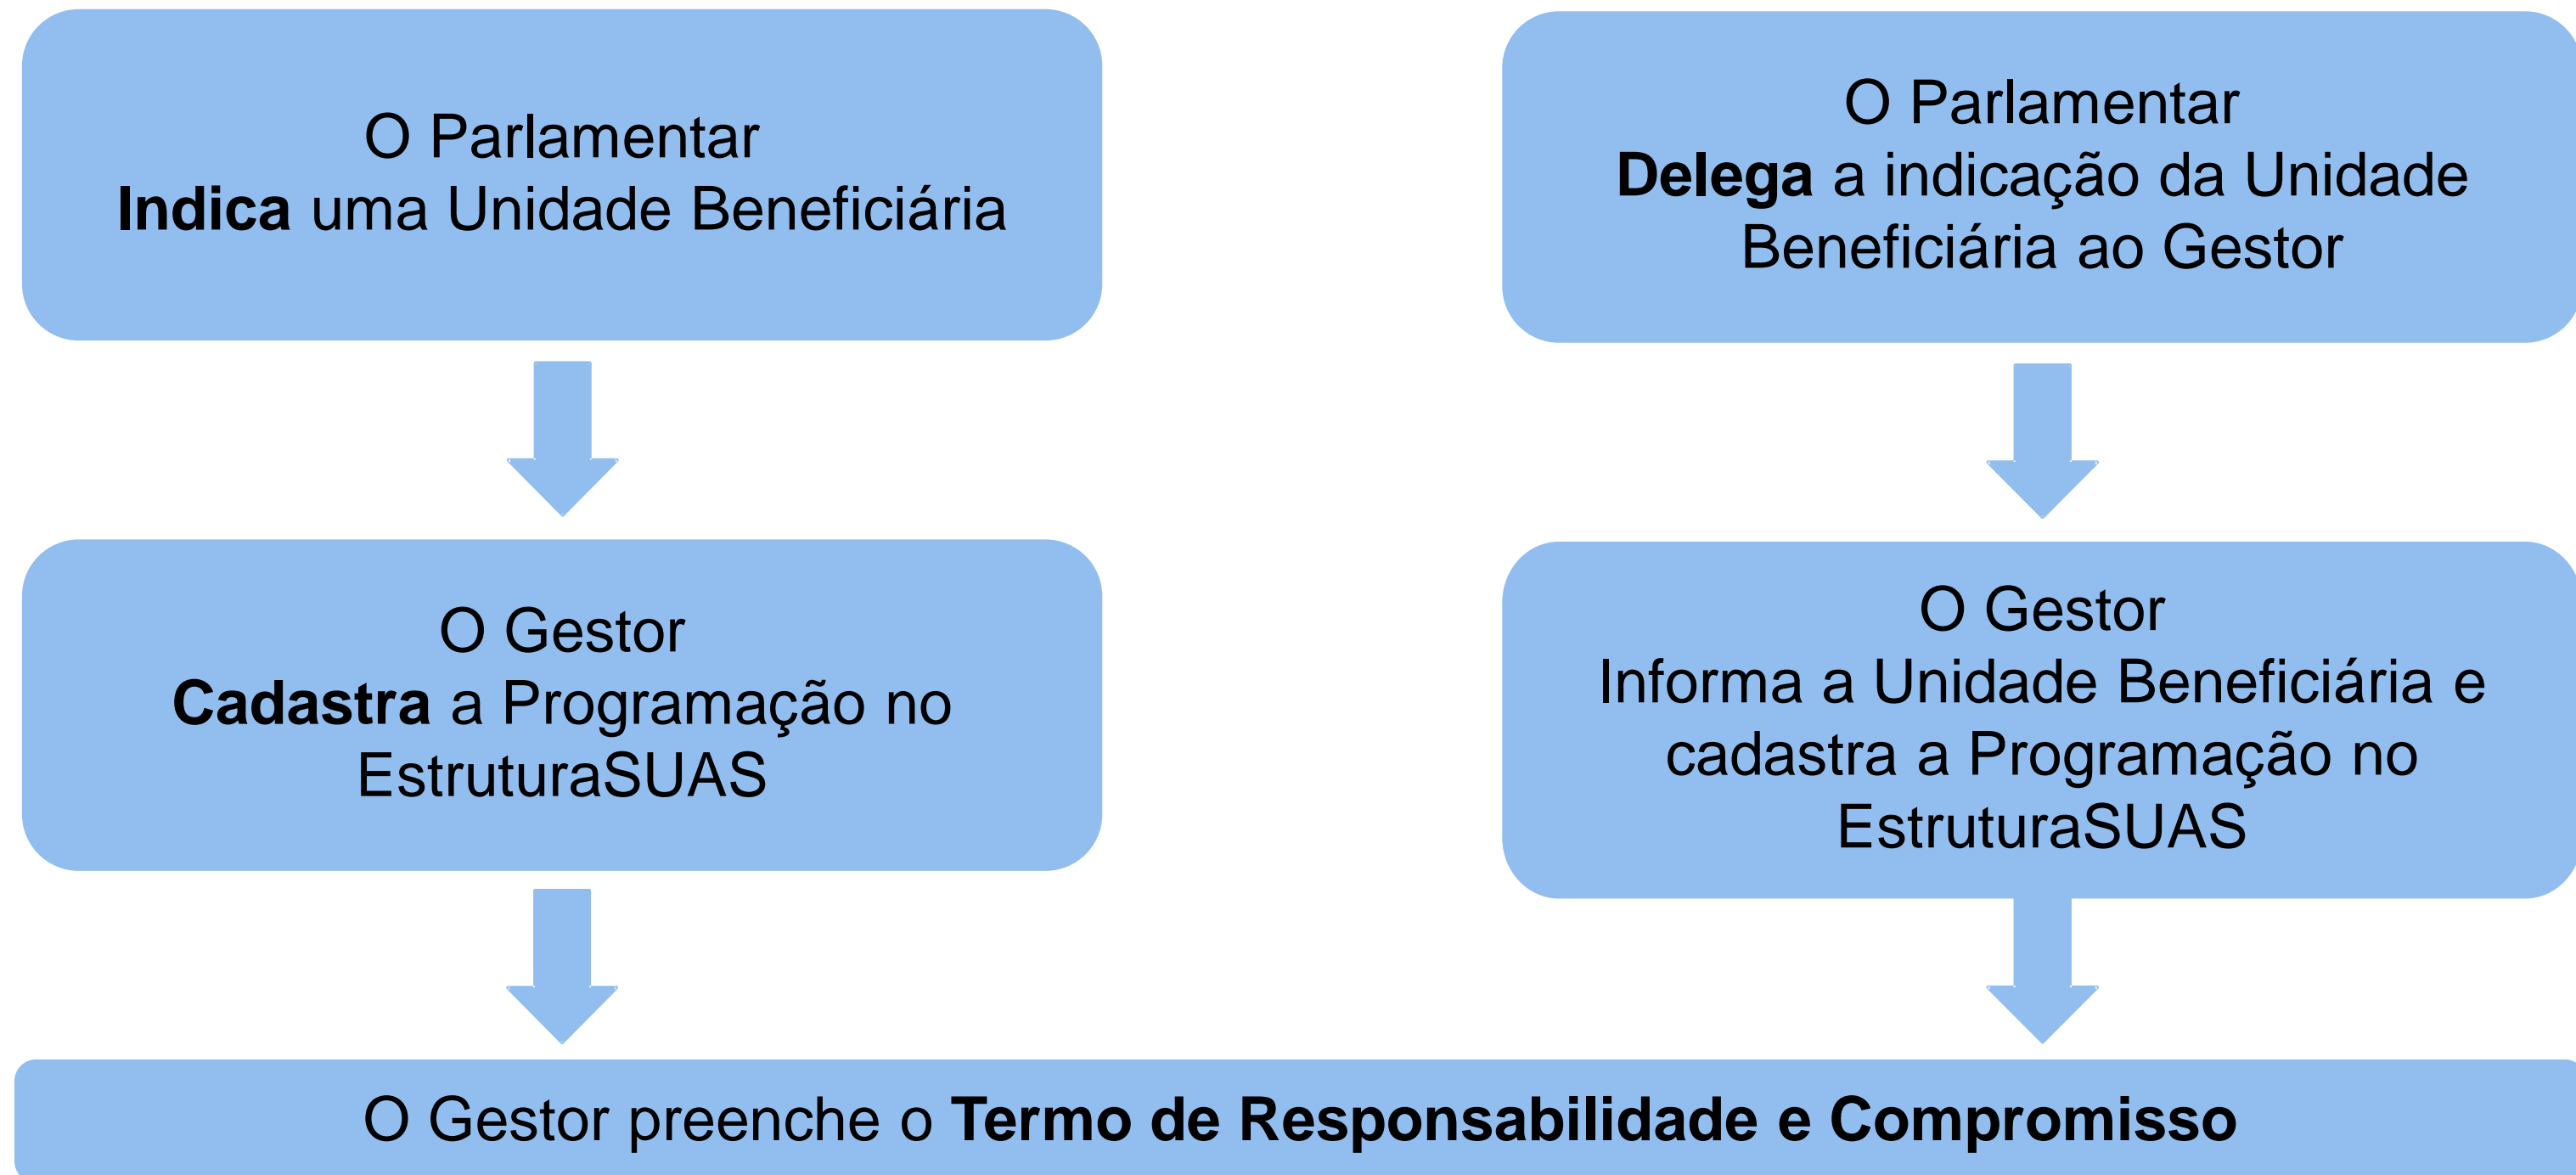 O Parlamentar
Indica uma Unidade Beneficiária
O Parlamentar
Delega a indicação da Unidade
Beneficiária ao Gestor
O Gestor
Cadastra a Programação no
EstruturaSUAS
O Gestor
Informa a Unidade Beneficiária e
cadastra a Programação no
EstruturaSUAS
O Gestor preenche o Termo de Responsabilidade e Compromisso